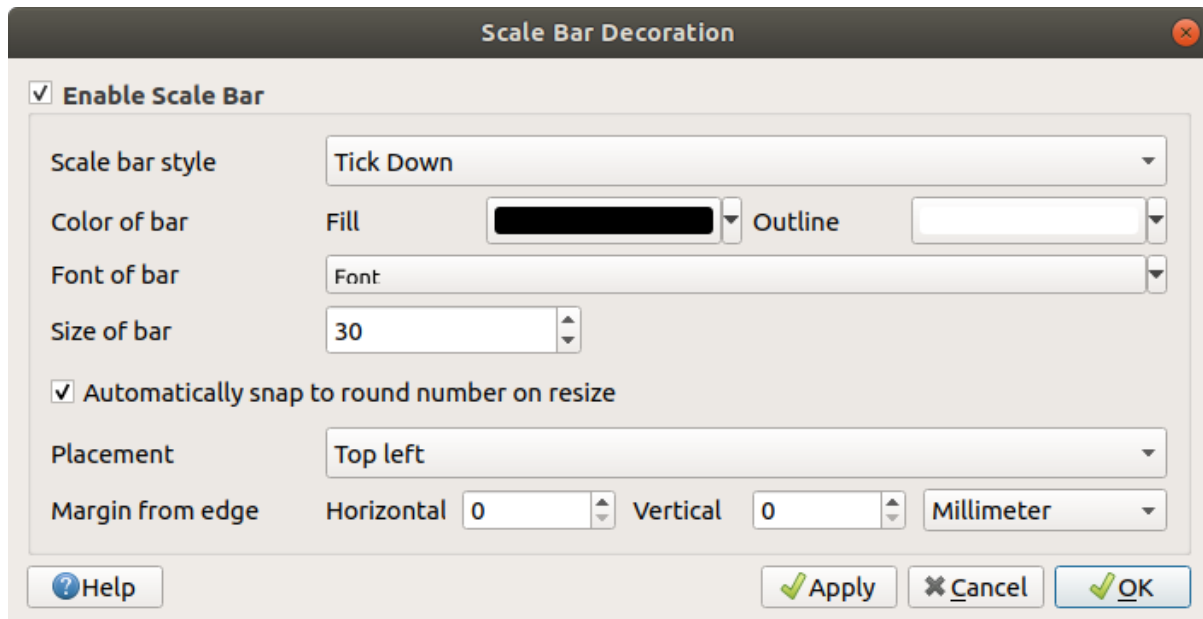 Scale Bar Decoration
Enable Scale Bar
Scale bar style Tick Down
Color of bar Fill Outline
Font of bar Font
Size of bar 30
Automatically snap to round number on resize
Placement Top left
Margin from edge Horizontal 0 Vertical 0 Millimeter
Help Apply Cancel OK